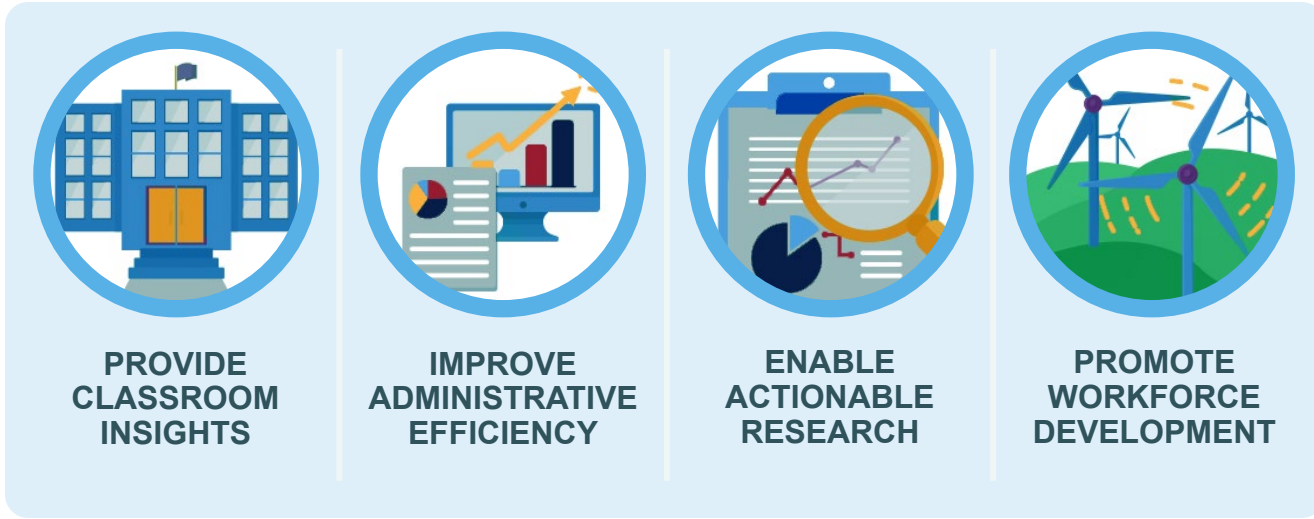 PROVIDE
CLASSROOM
INSIGHTS
IMPROVE
ADMINISTRATIVE
EFFICIENCY
ENABLE
ACTIONABLE
RESEARCH
PROMOTE
WORKFORCE
DEVELOPMENT